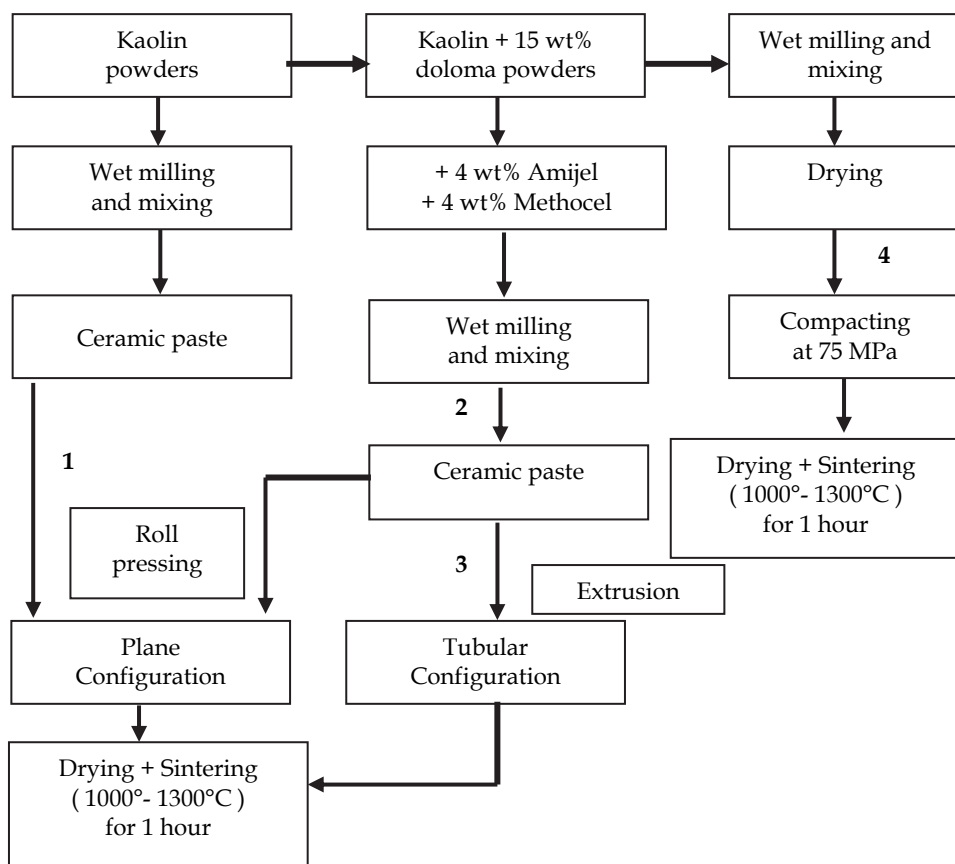 Kaolin
powders
Kaolin + 15 wt%
doloma powders
Wet milling and
mixing
Wet milling
and mixing
+ 4 wt% Amijel
+ 4 wt% Methocel
Drying
4
Ceramic paste
Wet milling
and mixing
Compacting
at 75 MPa
2
1
Ceramic paste
Drying + Sintering
( 1000°- 1300°C )
for 1 hour
Roll
pressing
3
Extrusion
Plane
Configuration
Tubular
Configuration
Drying + Sintering
( 1000°- 1300°C )
for 1 hour